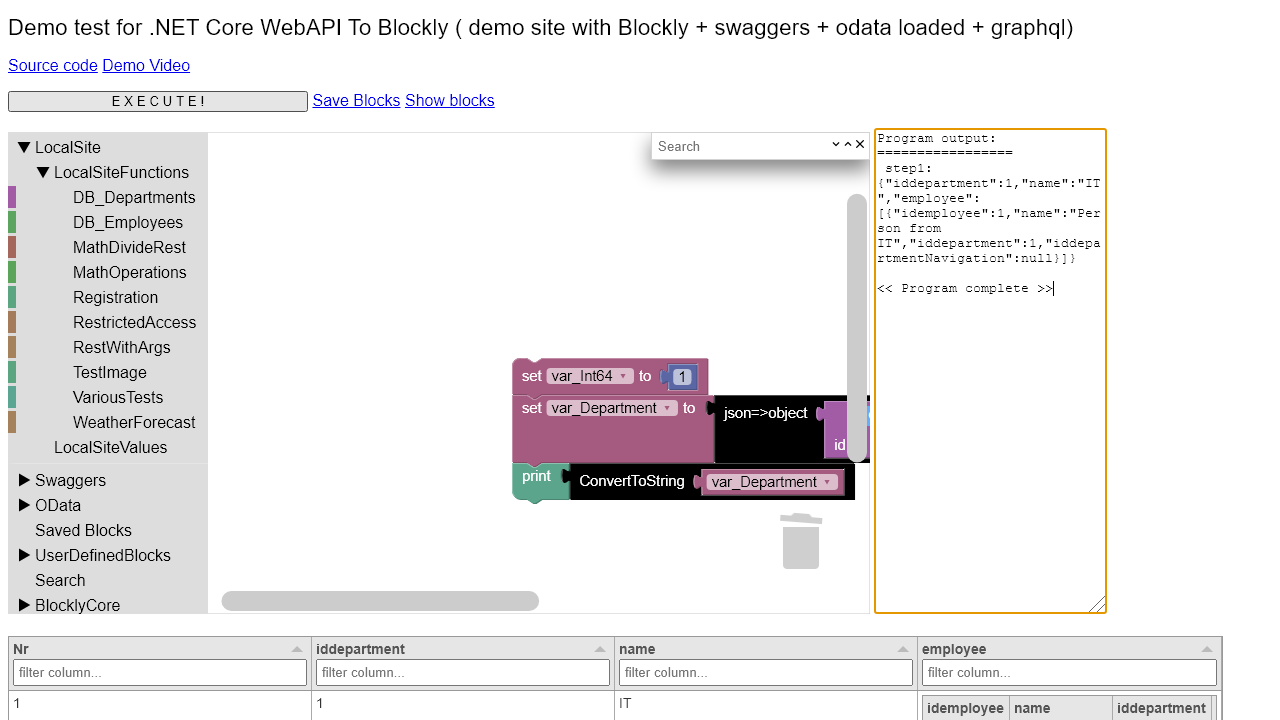 Demo test for .NET Core WebAPI To Blockly ( demo site with Blockly + swaggers + odata loaded + graphql)
Source code Demo Video
E X E C U T E ! Save Blocks Show blocks
LocalSite
LocalSiteFunctions
DB_Departments
DB_Employees
MathDivideRest
MathOperations
Registration
RestrictedAccess
RestWithArgs
TestImage
VariousTests
WeatherForecast
LocalSiteValues
Swaggers
OData
Saved Blocks
UserDefinedBlocks
Search
BlocklyCore
Search
set var_Int64 to 1
set var_Department to json=>object
id
print ConvertToString var_Department
Program output:
=================
step1:
{"iddepartment":1,"name":"IT
","employee":
[{"idemployee":1,"name":"Per
son from
IT","iddepartment":1,"iddepa
rtmentNavigation":null}]}
<< Program complete >>
Nr iddepartment name employee
filter column... filter column... filter column... filter column...
1 1 IT
idemployee name iddepartment